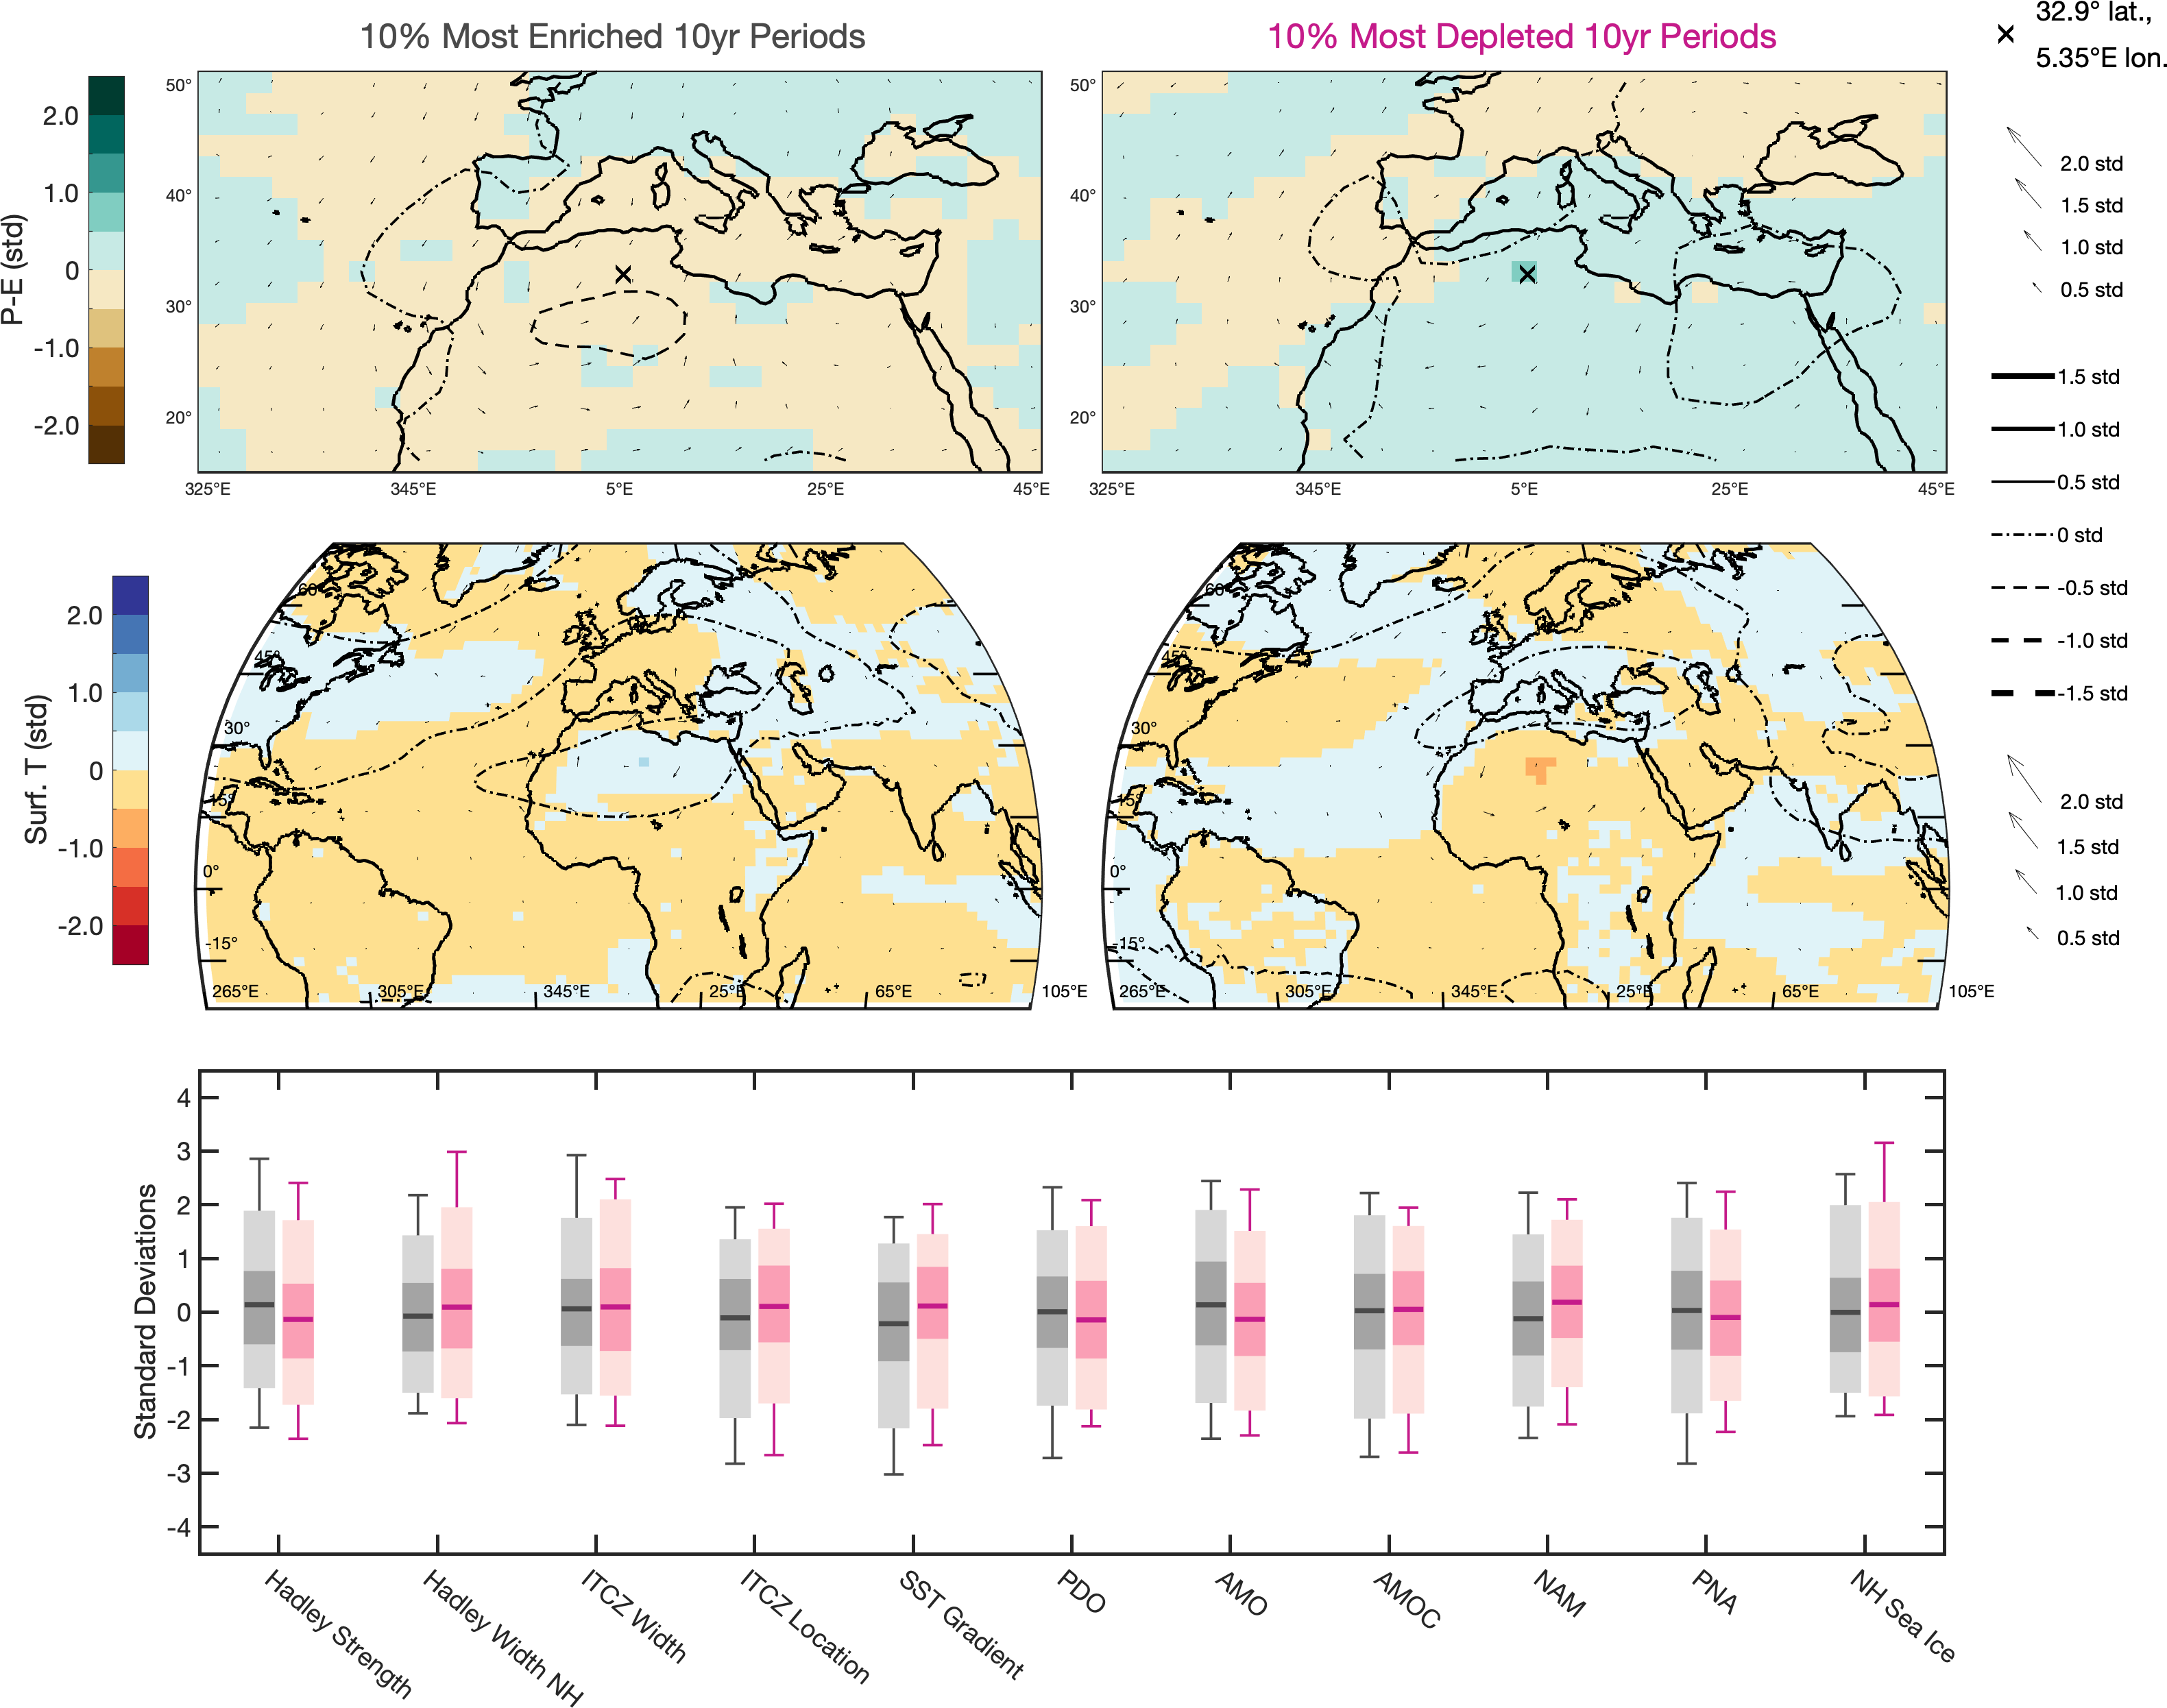 10% Most Enriched 10yr Periods
10% Most Depleted 10yr Periods
32.9° lat.,
5.35°E lon.
P-E (std)
2.0
1.0
0
-1.0
-2.0
50°
40°
30°
20°
325°E 345°E 5°E 25°E 45°E
50°
40°
30°
20°
325°E 345°E 5°E 25°E 45°E
2.0 std
1.5 std
1.0 std
0.5 std
1.5 std
1.0 std
0.5 std
0 std
-0.5 std
-1.0 std
-1.5 std
Surf. T (std)
2.0
1.0
0
-1.0
-2.0
60°
45°
30°
15°
0°
-15°
265°E 305°E 345°E 25°E 65°E 105°E
60°
45°
30°
15°
0°
-15°
265°E 305°E 345°E 25°E 65°E 105°E
2.0 std
1.5 std
1.0 std
0.5 std
Standard Deviations
4
3
2
1
0
-1
-2
-3
-4
Hadley Strength
Hadley Width NH
ITCZ Width
ITCZ Location
SST Gradient
PDO
AMO
AMOC
NAM
PNA
NH Sea Ice